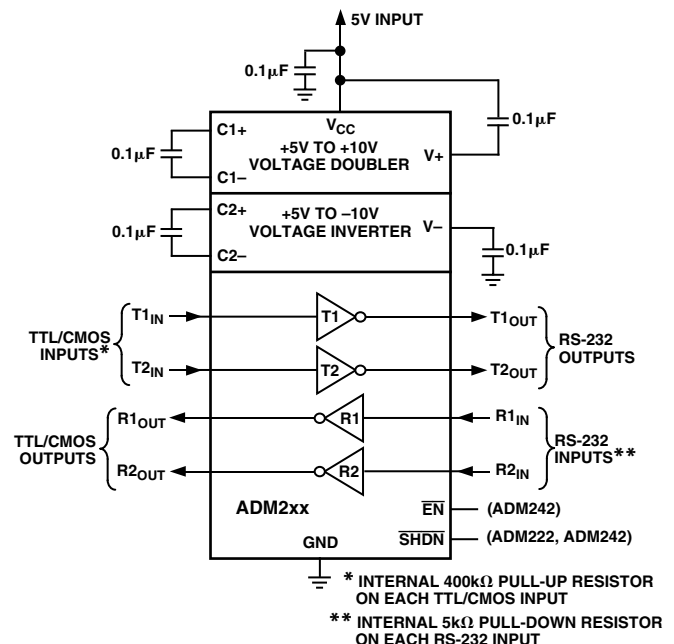 5V INPUT
0.1μF
0.1μF
V_CC
C1+
+5V TO +10V
VOLTAGE DOUBLER
V+
0.1μF
C1–
C2+
+5V TO –10V
VOLTAGE INVERTER
V–
0.1μF
C2–
0.1μF
TTL/CMOS
INPUTS*
T1IN
T1
T1OUT
RS-232
OUTPUTS
T2IN
T2
T2OUT
TTL/CMOS
OUTPUTS
R1OUT
R1
R1IN
RS-232
INPUTS**
R2OUT
R2
R2IN
ADM2xx
EN (ADM242)
SHDN (ADM222, ADM242)
GND
* INTERNAL 400kΩ PULL-UP RESISTOR
ON EACH TTL/CMOS INPUT
** INTERNAL 5kΩ PULL-DOWN RESISTOR
ON EACH RS-232 INPUT